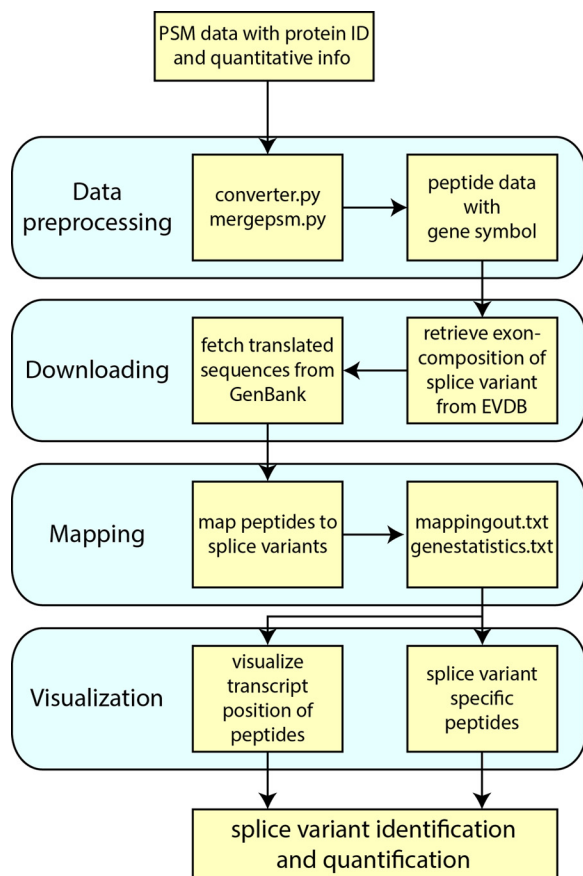 PSM data with protein ID
and quantitative info
Data
preprocessing
converter.py
mergepsm.py
peptide data
with
gene symbol
Downloading
fetch translated
sequences from
GenBank
retrieve exon-
composition of
splice variant
from EVDB
Mapping
map peptides to
splice variants
mappingout.txt
genestatistics.txt
Visualization
visualize
transcript
position of
peptides
splice variant
specific
peptides
splice variant identification
and quantification